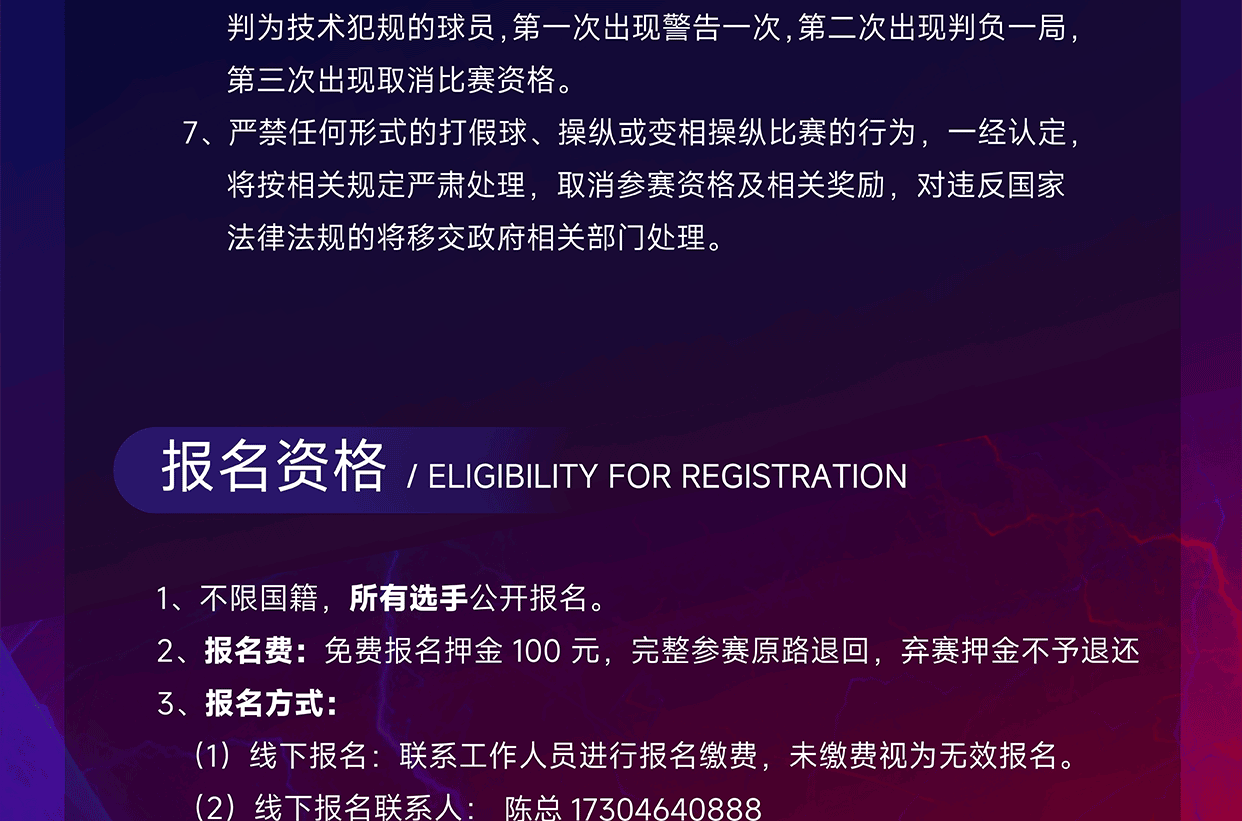 判为技术犯规的球员,第一次出现警告一次,第二次出现判负一局,
第三次出现取消比赛资格。
7、严禁任何形式的打假球、操纵或变相操纵比赛的行为，一经认定，
将按相关规定严肃处理，取消参赛资格及相关奖励，对违反国家
法律法规的将移交政府相关部门处理。
报名资格 / ELIGIBILITY FOR REGISTRATION
1、不限国籍，所有选手公开报名。
2、报名费：免费报名押金 100 元，完整参赛原路退回，弃赛押金不予退还
3、报名方式：
（1）线下报名：联系工作人员进行报名缴费，未缴费视为无效报名。
（2）线下报名联系人： 陈总 17304640888